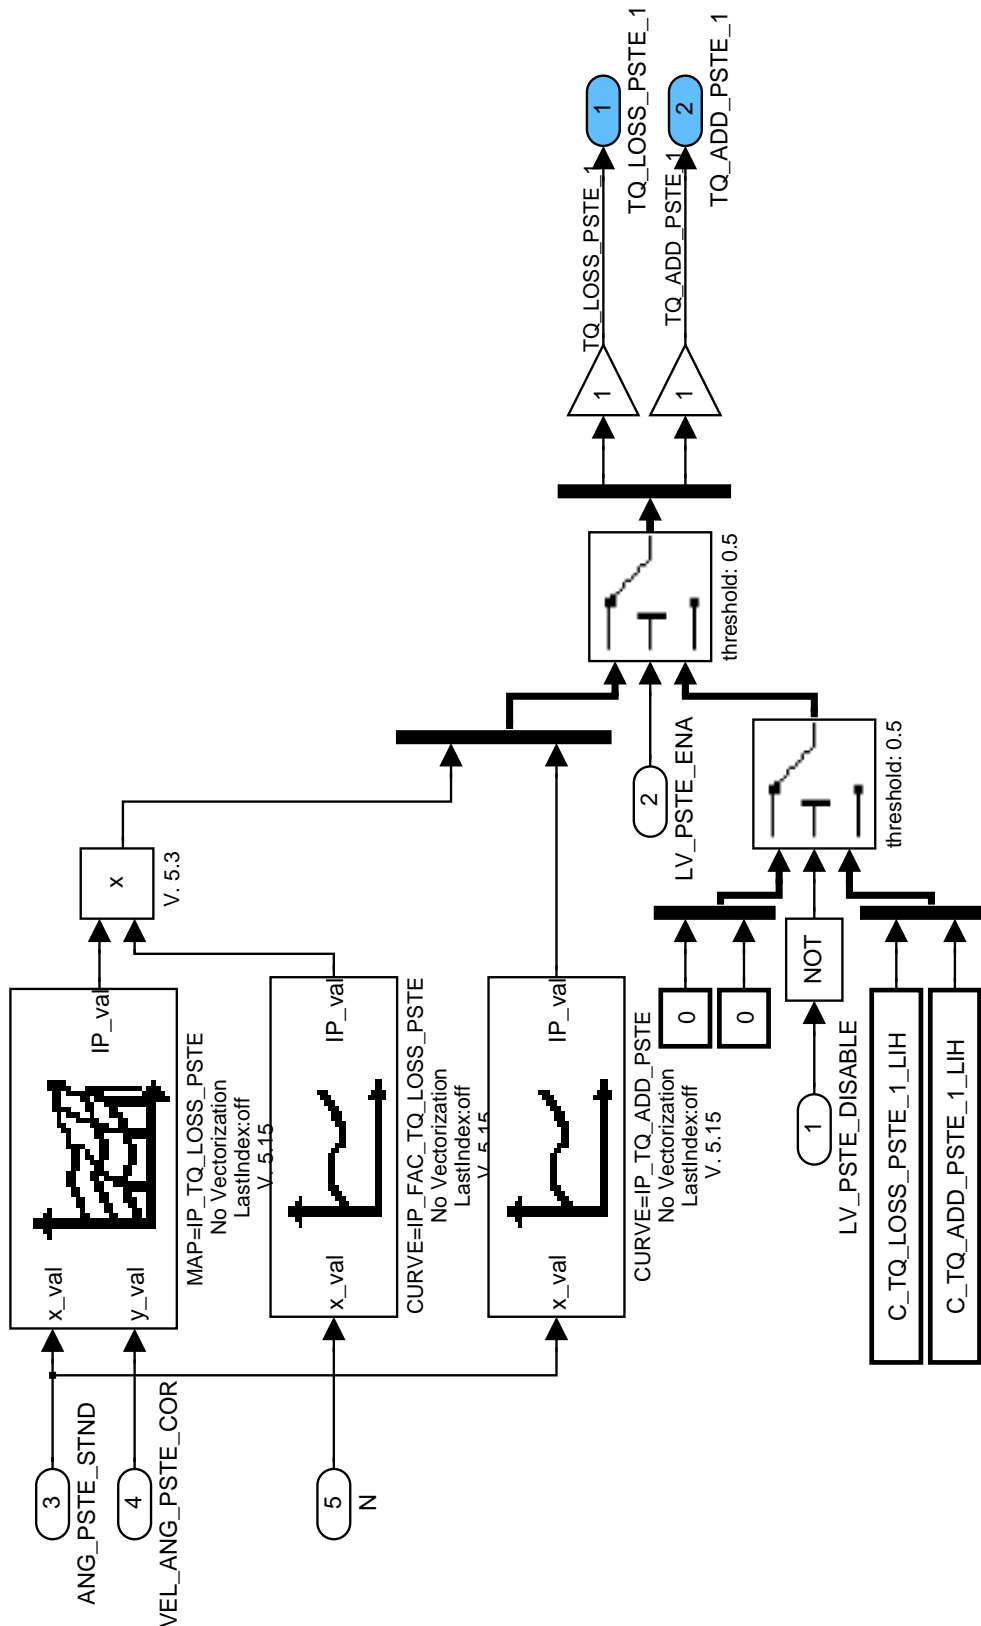 3
ANG_PSTE_STND
4
VEL_ANG_PSTE_COR
5
N
x_val
y_val
IP_val
MAP=IP_TQ_LOSS_PSTE
No Vectorization
LastIndex:off
V. 5.15
x_val
IP_val
CURVE=IP_FAC_TQ_LOSS_PSTE
No Vectorization
LastIndex:off
V. 5.15
x_val
IP_val
CURVE=IP_TQ_ADD_PSTE
No Vectorization
LastIndex:off
V. 5.15
x
V. 5.3
0
0
1
LV_PSTE_DISABLE
NOT
C_TQ_LOSS_PSTE_1_LIH
C_TQ_ADD_PSTE_1_LIH
2
LV_PSTE_ENA
threshold: 0.5
threshold: 0.5
1
1
TQ_LOSS_PSTE_1
TQ_ADD_PSTE_1
1
TQ_LOSS_PSTE_1
2
TQ_ADD_PSTE_1